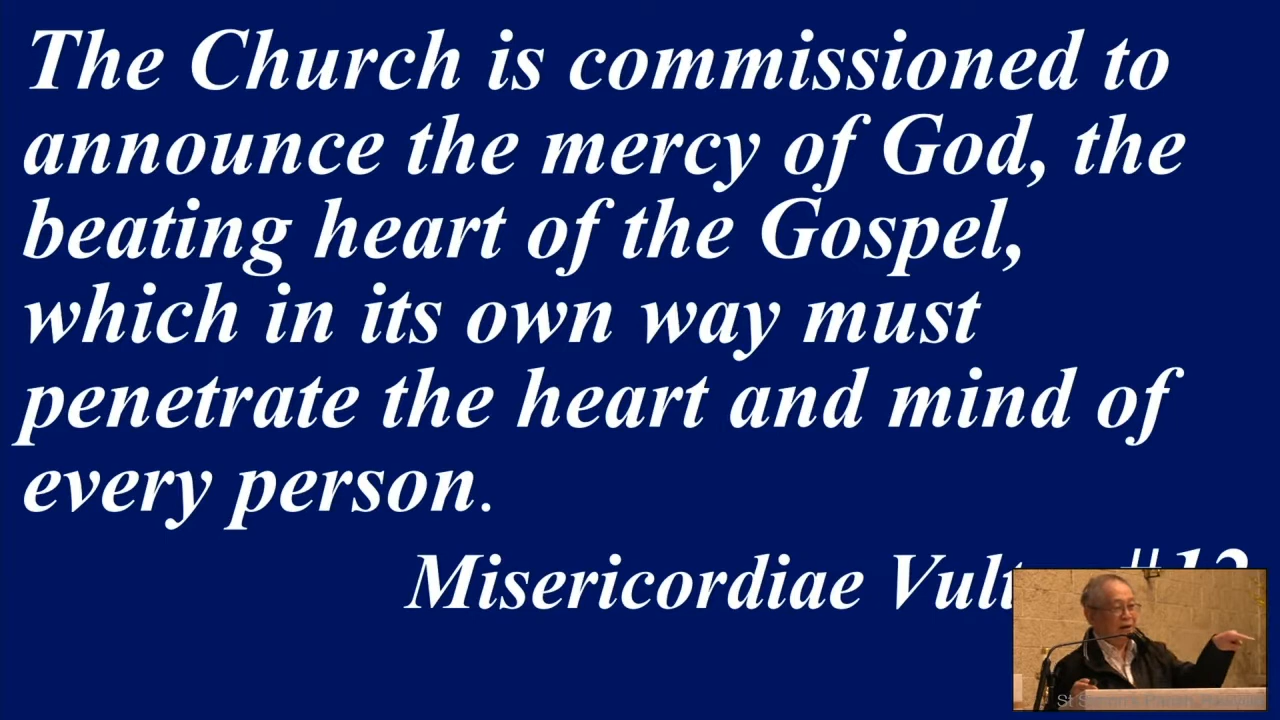 The Church is commissioned to
announce the mercy of God, the
beating heart of the Gospel,
which in its own way must
penetrate the heart and mind of
every person.
Misericordiae #12